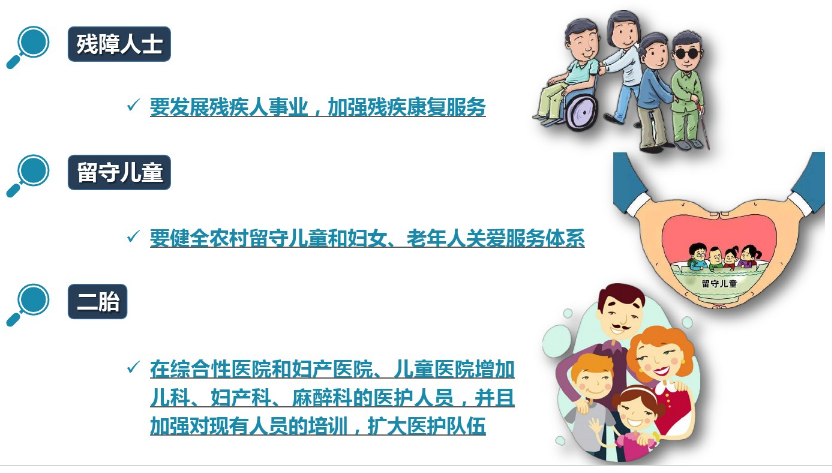 残障人士
要发展残疾人事业，加强残疾康复服务
留守儿童
要健全农村留守儿童和妇女、老年人关爱服务体系
留守儿童
二胎
在综合性医院和妇产医院、儿童医院增加
儿科、妇产科、麻醉科的医护人员，并且
加强对现有人员的培训，扩大医护队伍